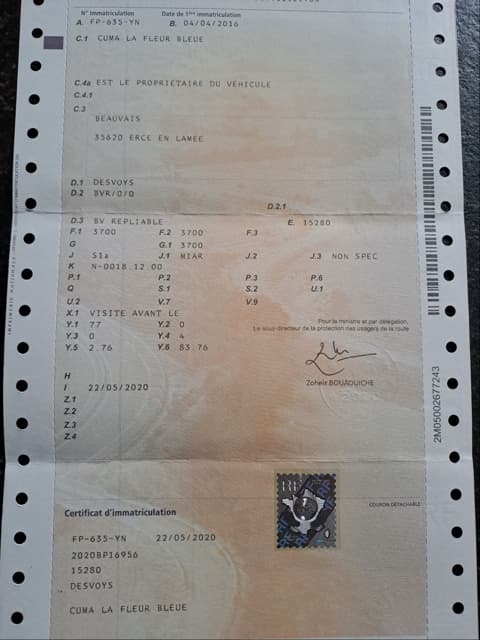 N° Immatriculation Date de 1ère immatriculation
A. FP-635-YN B. 04/04/2016
C.1 CUMA LA FLEUR BLEUE
C.4a EST LE PROPRIETAIRE DU VÉHICULE
C.4.1
C.3
BEAUVAIS
35620 ERCE EN LAMEE
D.1 DESVOYS
D.2 BVR/0/0
D.2.1
D.3 BV REPLIABLE E. 15280
F.1 3700 F.2 3700 F.3
G G.1 3700
J S1a J.1 MIAR J.2 J.3 NON SPEC
K N-0018.12.00
P.1 P.2 P.3 P.6
Q S.1 S.2 U.1
U.2 V.7 V.9
X.1 VISITE AVANT LE
Y.1 77 Y.2 0
Y.3 0 Y.4 4
Y.5 2.76 Y.6 83.76
Pour le ministre et par délégation,
Le sous-directeur de la protection des usagers de la route
Zoheir BOUAOUICHE
H
I 22/05/2020
Z.1
Z.2
Z.3
Z.4
2M05002677243
COUPON DÉTACHABLE
Certificat d'immatriculation
FP-635-YN 22/05/2020
2020BP16956
15280
DESVOYS
CUMA LA FLEUR BLEUE